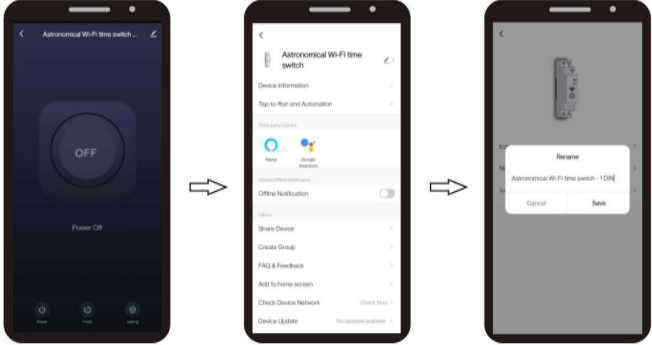 Astronomical Wi-Fi time switch ...
OFF
Power Off
Power
Timer
Setting
Astronomical Wi-Fi time
switch
Device Information
Tap-to-Run and Automation
Third-party Control
Alexa
Google
Assistant
Device Offline Notification
Offline Notification
Others
Share Device
Create Group
FAQ & Feedback
Add to home screen
Check Device Network
Check Now
Device Update
No updates available
Rename
Astronomical Wi-Fi time switch - 1 DIN
Cancel
Save